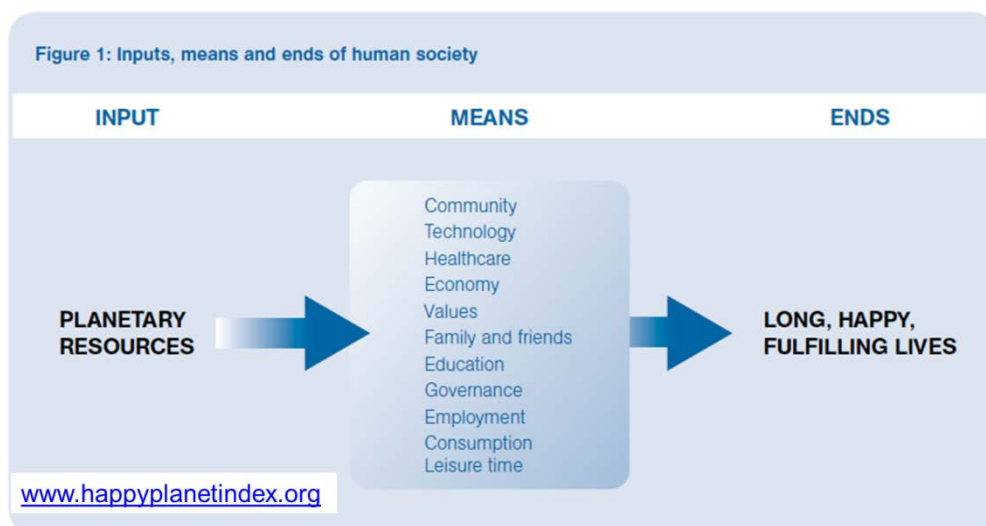 Figure 1: Inputs, means and ends of human society
INPUT
MEANS
ENDS
PLANETARY
RESOURCES
Community
Technology
Healthcare
Economy
Values
Family and friends
Education
Governance
Employment
Consumption
Leisure time
LONG, HAPPY,
FULFILLING LIVES
www.happyplanetindex.org